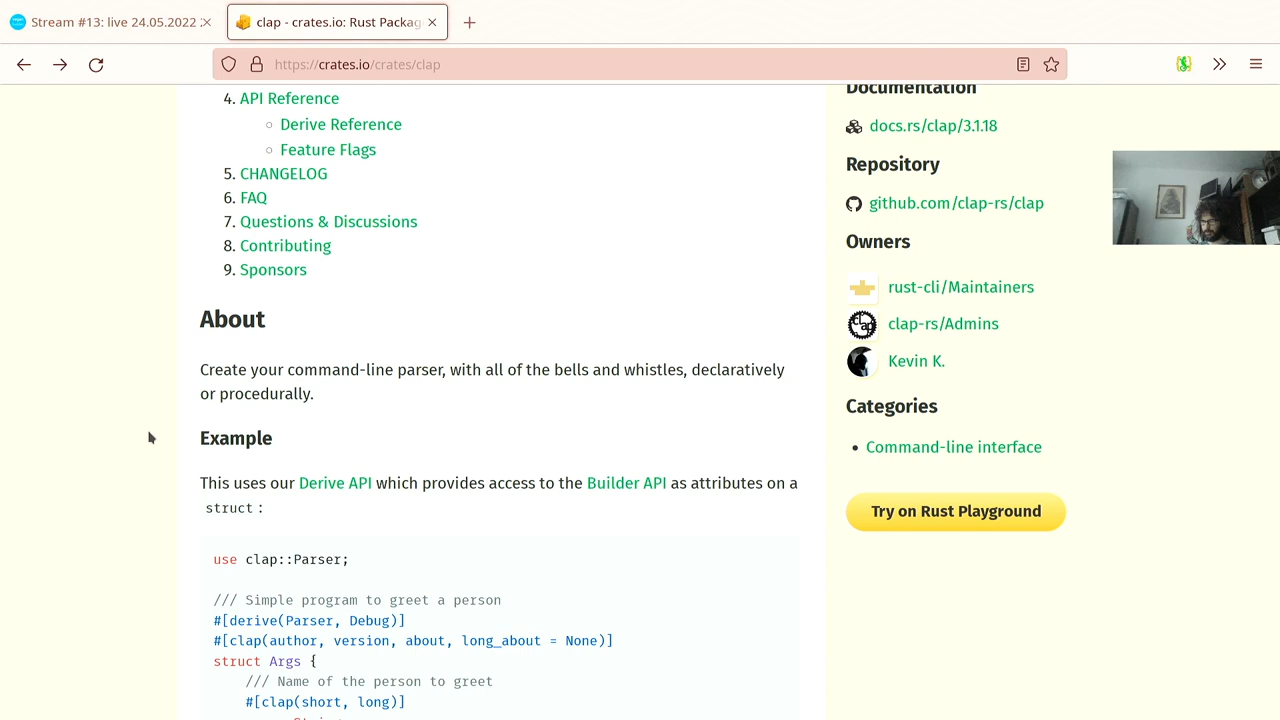 Stream #13: live 24.05.2022
clap - crates.io: Rust Packag
https://crates.io/crates/clap
4. API Reference
Derive Reference
Feature Flags
5. CHANGELOG
6. FAQ
7. Questions & Discussions
8. Contributing
9. Sponsors
About
Create your command-line parser, with all of the bells and whistles, declaratively
or procedurally.
Example
This uses our Derive API which provides access to the Builder API as attributes on a
struct :
use clap::Parser;
/// Simple program to greet a person
#[derive(Parser, Debug)]
#[clap(author, version, about, long_about = None)]
struct Args {
/// Name of the person to greet
#[clap(short, long)]
Documentation
docs.rs/clap/3.1.18
Repository
github.com/clap-rs/clap
Owners
rust-cli/Maintainers
clap-rs/Admins
Kevin K.
Categories
Command-line interface
Try on Rust Playground